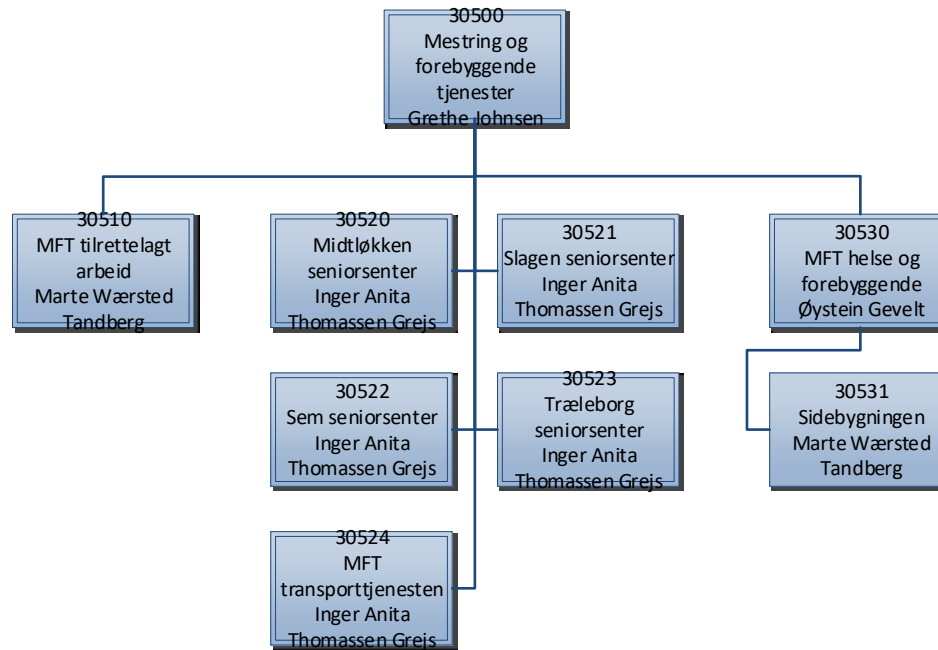 30500
Mestring og
forebyggende
tjenester
Grethe Johnsen
30510
MFT tilrettelagt
arbeid
Marte Wærsted
Tandberg
30520
Midtløkken
seniorsenter
Inger Anita
Thomassen Grejs
30521
Slagen seniorsenter
Inger Anita
Thomassen Grejs
30530
MFT helse og
forebyggende
Øystein Gevelt
30522
Sem seniorsenter
Inger Anita
Thomassen Grejs
30523
Træleborg
seniorsenter
Inger Anita
Thomassen Grejs
30531
Sidebygningen
Marte Wærsted
Tandberg
30524
MFT
transporttjenesten
Inger Anita
Thomassen Grejs